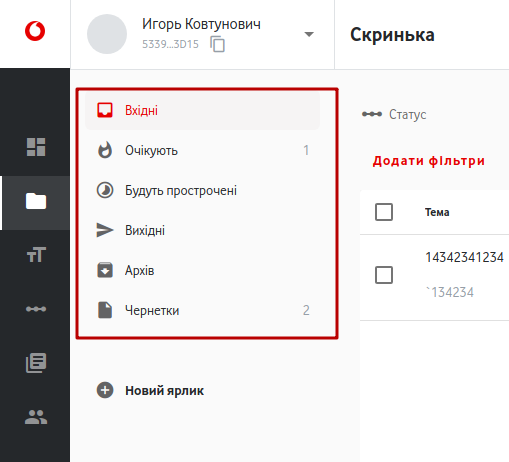 Игорь Ковтунович
5339...3D15
Скринька
Вхідні
Очікують 1
Будуть прострочені
Вихідні
Архів
Чернетки 2
Новий ярлик
Статус
Додати фільтри
Тема
14342341234
`134234